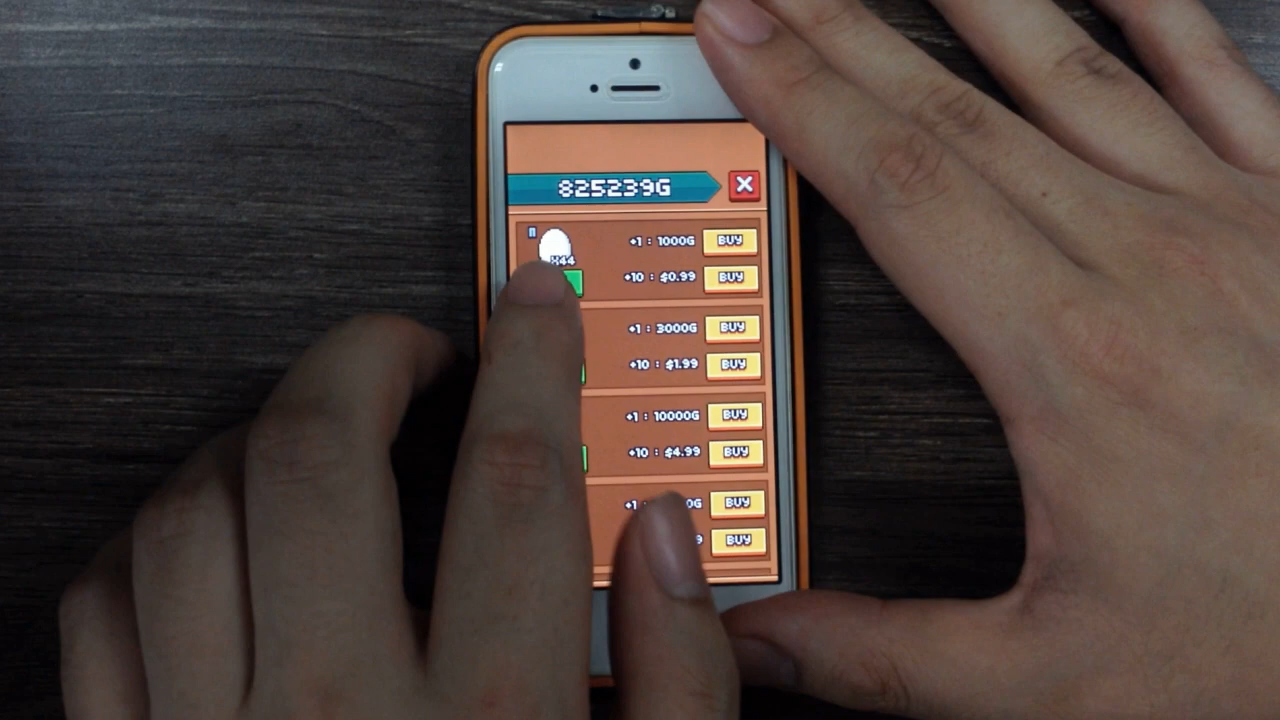 825239G
X
N
X44
+1 : 1000G BUY
+10 : $0.99 BUY
+1 : 3000G BUY
+10 : $1.99 BUY
+1 : 10000G BUY
+10 : $4.99 BUY
+1 BUY
BUY